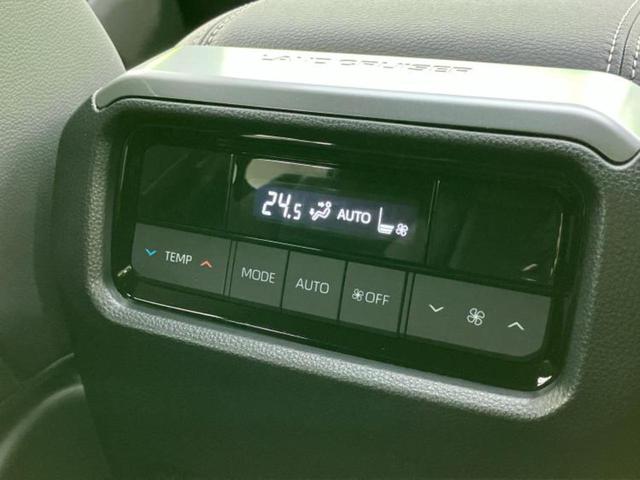 LAND CRUISER
24.5 AUTO
TEMP MODE AUTO OFF